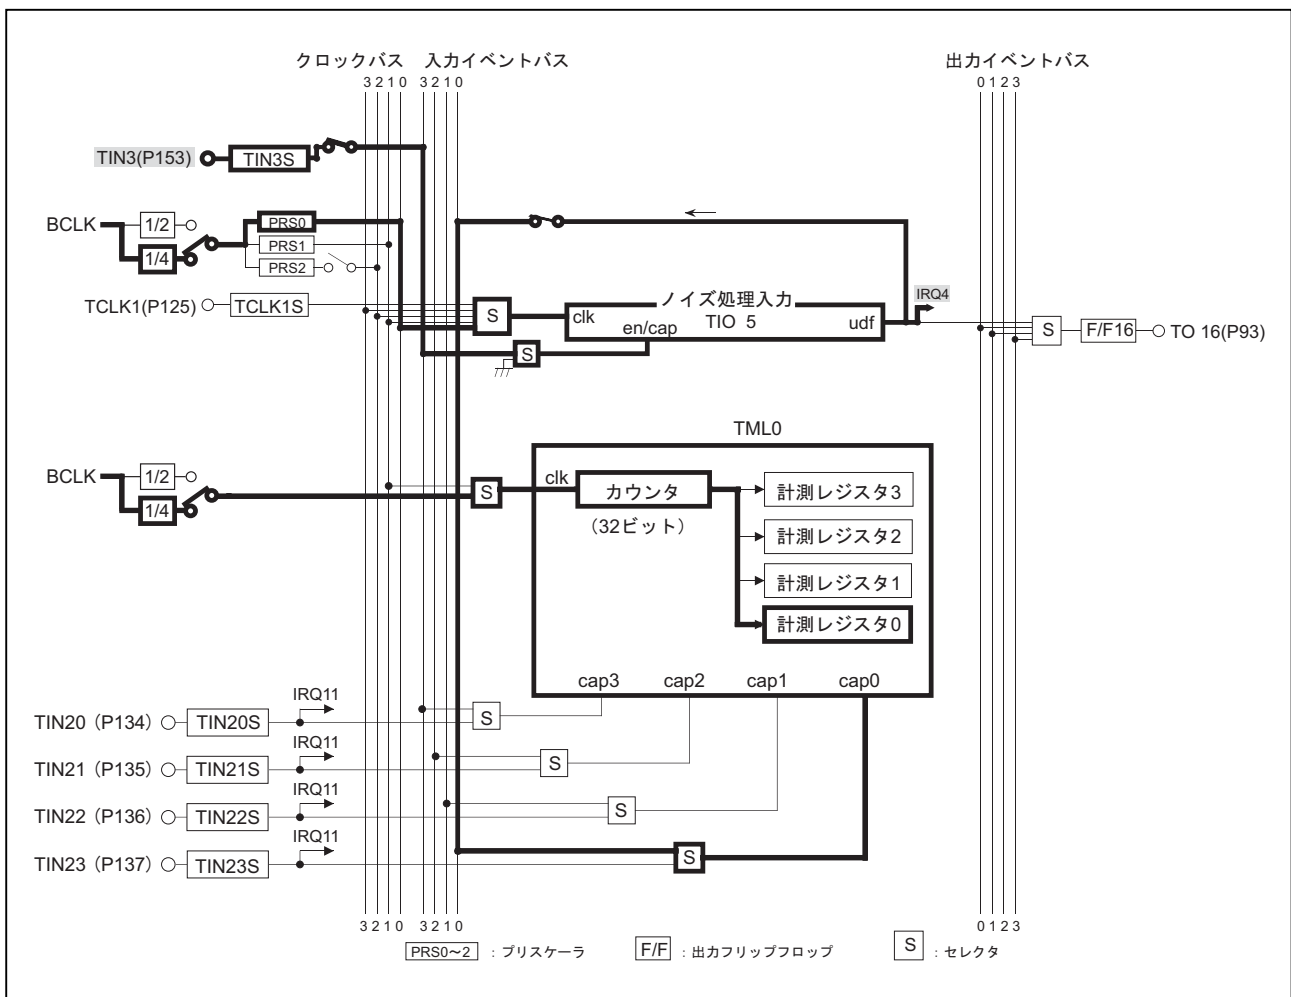 クロックバス 入力イベントバス 出力イベントバス
3 2 1 0 3 2 1 0 0 1 2 3
TIN3(P153) TIN3S
BCLK 1/2 PRS0
1/4 PRS1
PRS2
TCLK1(P125) TCLK1S
S clk ノイズ処理入力 IRQ4
TIO 5
en/cap udf
S F/F16 TO 16(P93)
S
TML0
BCLK 1/2
1/4
S clk カウンタ 計測レジスタ3
(32ビット) 計測レジスタ2
計測レジスタ1
計測レジスタ0
cap3 cap2 cap1 cap0
IRQ11
TIN20 (P134) TIN20S S
IRQ11
TIN21 (P135) TIN21S S
IRQ11
TIN22 (P136) TIN22S S
IRQ11
TIN23 (P137) TIN23S S
3 2 1 0 3 2 1 0 0 1 2 3
PRS0～2 : プリスケーラ F/F : 出力フリップフロップ S : セレクタ